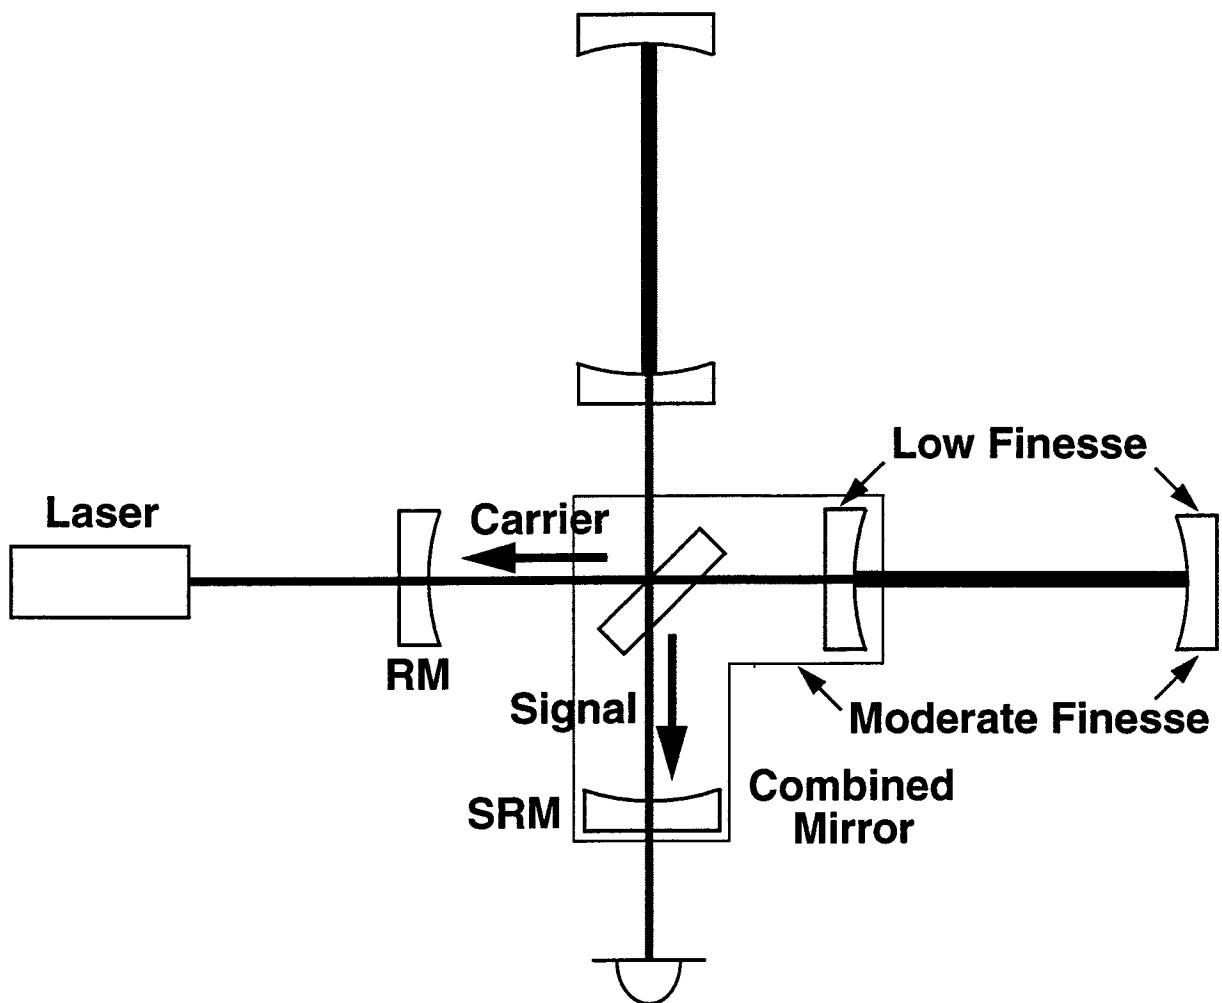 Low Finesse
Laser
Carrier
RM
Signal
Moderate Finesse
SRM
Combined
Mirror